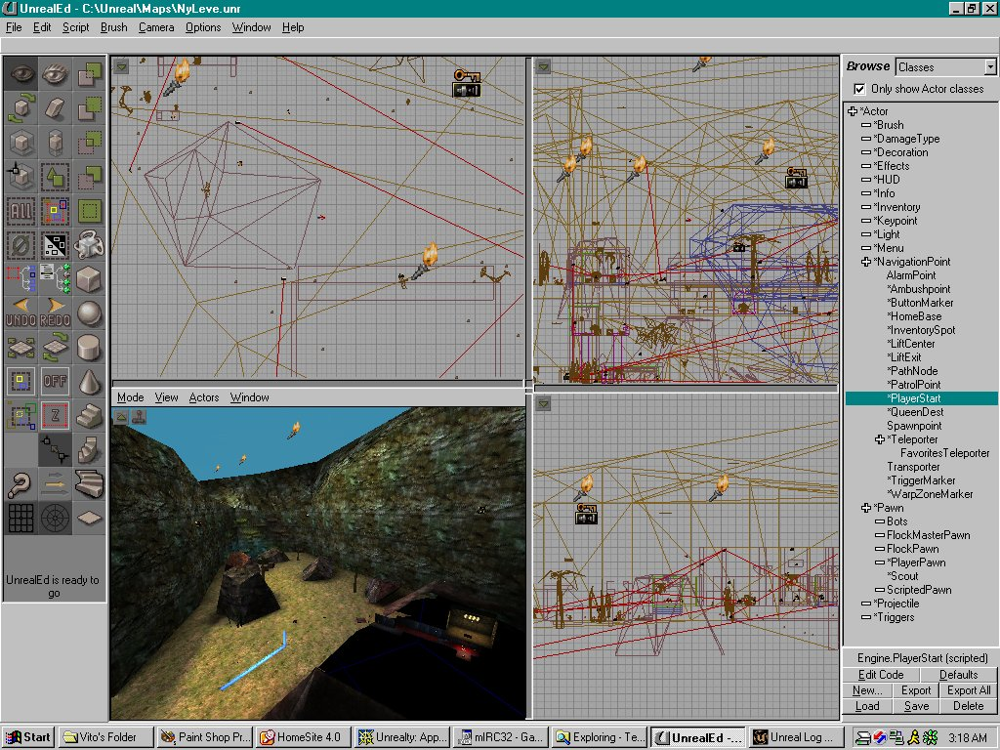 UnrealEd - C:\Unreal\Maps\NyLeve.unr
File Edit Script Brush Camera Options Window Help
Browse Classes
Only show Actor classes
*Actor
*Brush
*DamageType
*Decoration
*Effects
*HUD
*Info
*Inventory
*Keypoint
*Light
*Menu
*NavigationPoint
AlarmPoint
*Ambushpoint
*ButtonMarker
*HomeBase
*InventorySpot
*LiftCenter
*LiftExit
*PathNode
*PatrolPoint
*PlayerStart
*QueenDest
Spawnpoint
*Teleporter
FavoritesTeleporter
Transporter
*TriggerMarker
*WarpZoneMarker
*Pawn
Bots
FlockMasterPawn
FlockPawn
*PlayerPawn
*Scout
ScriptedPawn
*Projectile
*Triggers
ALL
UNDO REDO
OFF
Z
UnrealEd is ready to
go
Mode View Actors Window
Engine.PlayerStart (scripted)
Edit Code Defaults
New... Export Export All
Load Save Delete
Start Vito's Folder Paint Shop Pr... HomeSite 4.0 Unrealty: App... mIRC32 - Ga... Exploring - Te... UnrealEd -... Unreal Log ... 3:18 AM